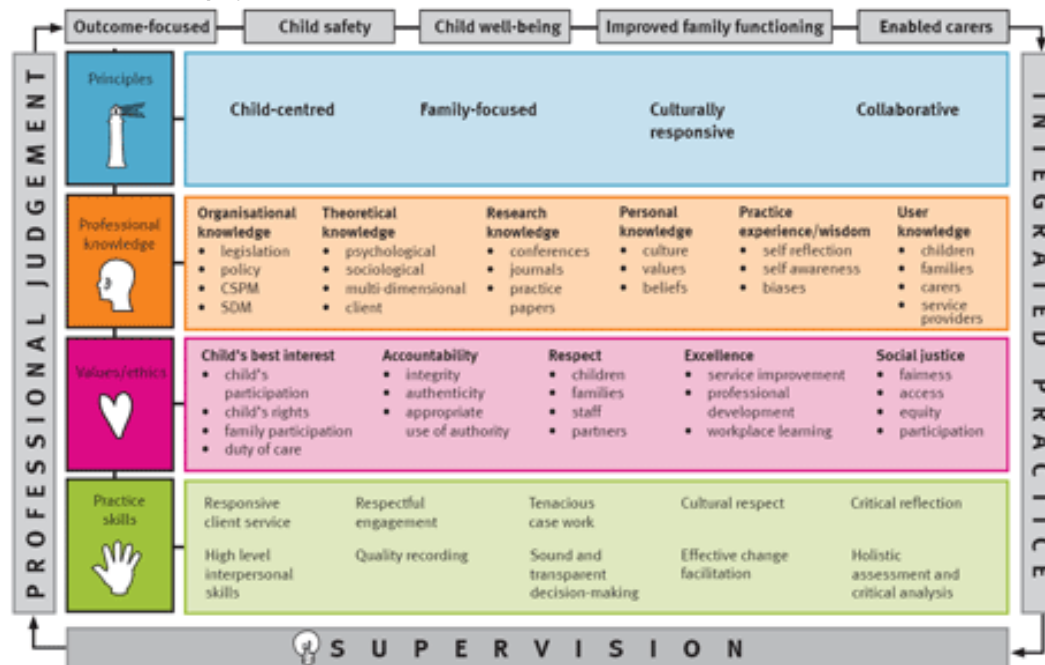 Outcome-focused
Child safety
Child well-being
Improved family functioning
Enabled carers
PROFESSIONAL JUDGEMENT
INTEGRATED PRACTICE
Principles
Child-centred
Family-focused
Culturally
responsive
Collaborative
Professional
knowledge
Organisational
knowledge
• legislation
• policy
• CSPM
• SDM
Theoretical
knowledge
• psychological
• sociological
• multi-dimensional
• client
Research
knowledge
• conferences
• journals
• practice
papers
Personal
knowledge
• culture
• values
• beliefs
Practice
experience/wisdom
• self reflection
• self awareness
• biases
User
knowledge
• children
• families
• carers
• service
providers
Values/ethics
Child's best interest
• child's
participation
• child's rights
• family participation
• duty of care
Accountability
• integrity
• authenticity
• appropriate
use of authority
Respect
• children
• families
• staff
• partners
Excellence
• service improvement
• professional
development
• workplace learning
Social justice
• fairness
• access
• equity
• participation
Practice
skills
Responsive
client service
Respectful
engagement
Tenacious
case work
Cultural respect
Critical reflection
High level
interpersonal
skills
Quality recording
Sound and
transparent
decision-making
Effective change
facilitation
Holistic
assessment and
critical analysis
SUPERVISION